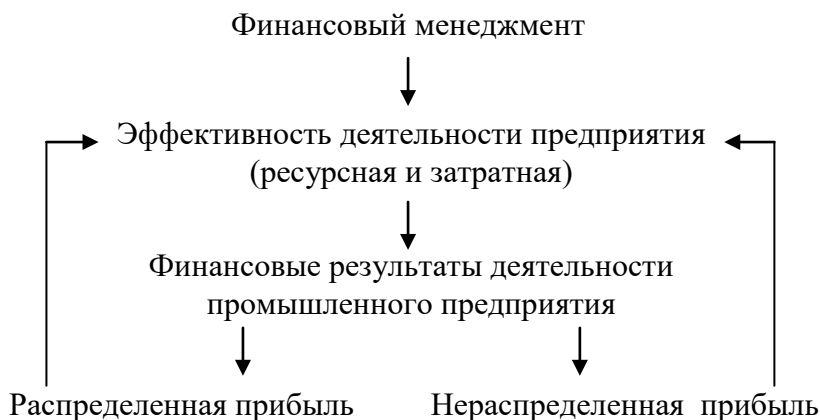 Финансовый менеджмент
Эффективность деятельности предприятия
(ресурсная и затратная)
Финансовые результаты деятельности
промышленного предприятия
Распределенная прибыль
Нераспределенная прибыль